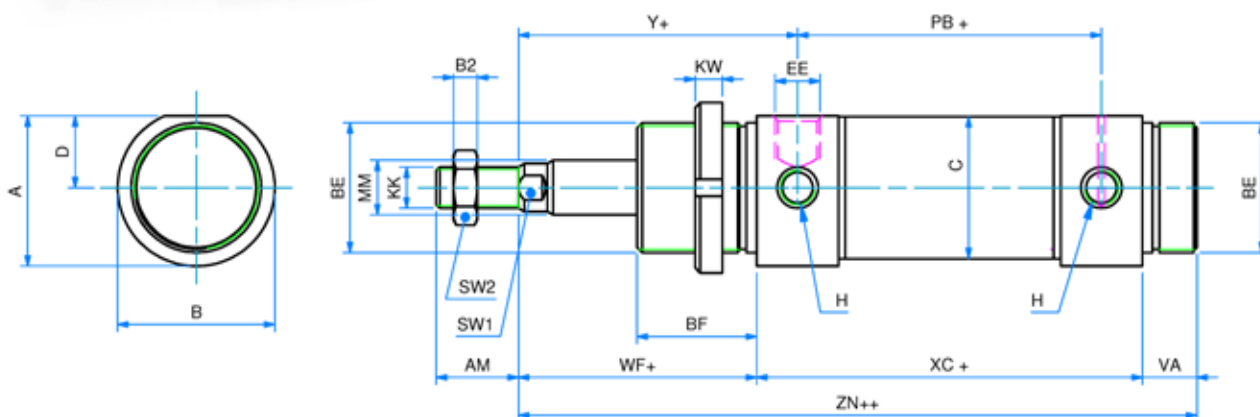 Y+
PB +
B2
KW
EE
D
A
BE
MM
KK
C
BE
SW2
SW1
H
H
B
BF
AM
WF+
XC +
VA
ZN++